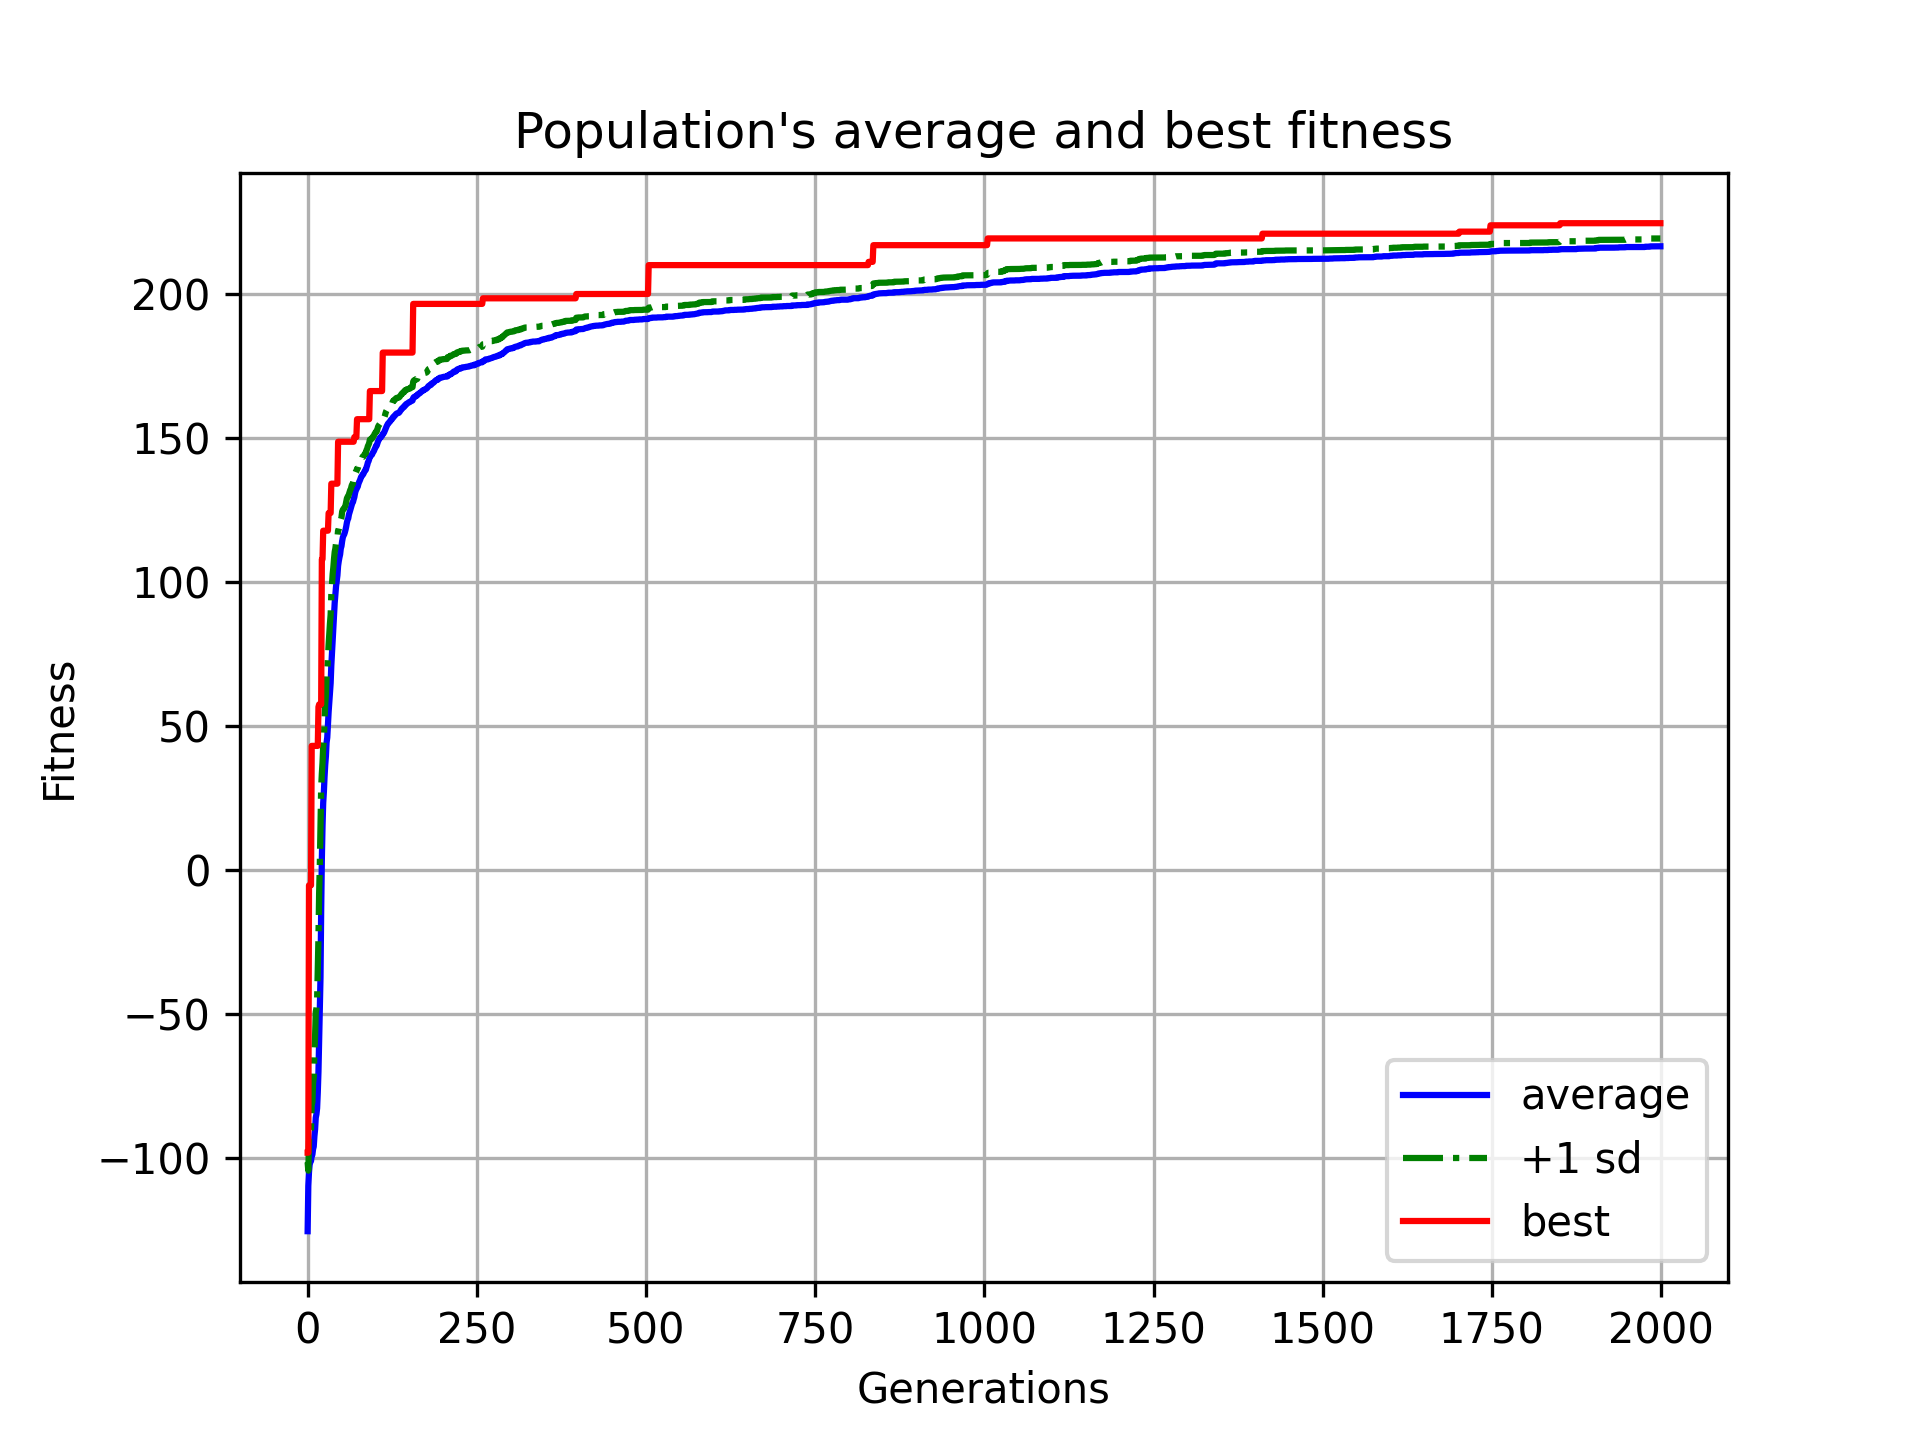 Population's average and best fitness
Fitness
200
150
100
50
0
−50
−100
0 250 500 750 1000 1250 1500 1750 2000
Generations
average
+1 sd
best